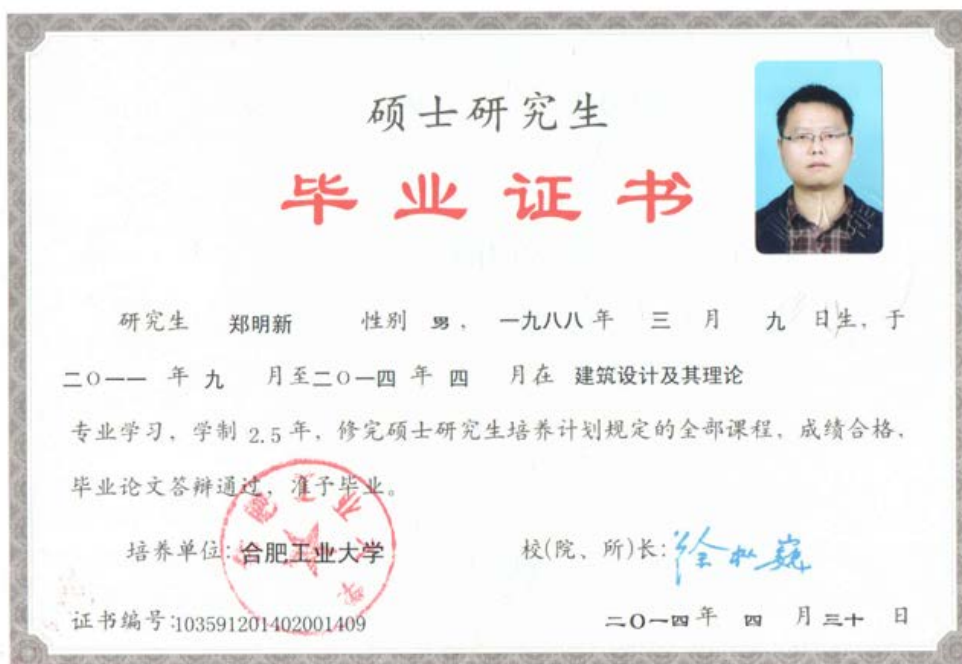 硕士研究生
毕业证书
研究生 郑明新 性别 男， 一九八八年 三 月 九 日生，于
二〇一一 年 九 月至二〇一四 年 四 月在 建筑设计及其理论
专业学习，学制 2.5 年，修完硕士研究生培养计划规定的全部课程，成绩合格，
毕业论文答辩通过，准予毕业。
培养单位:合肥工业大学 校(院、所)长:徐枞巍
证书编号:103591201402001409 二〇一四年 四 月三十 日